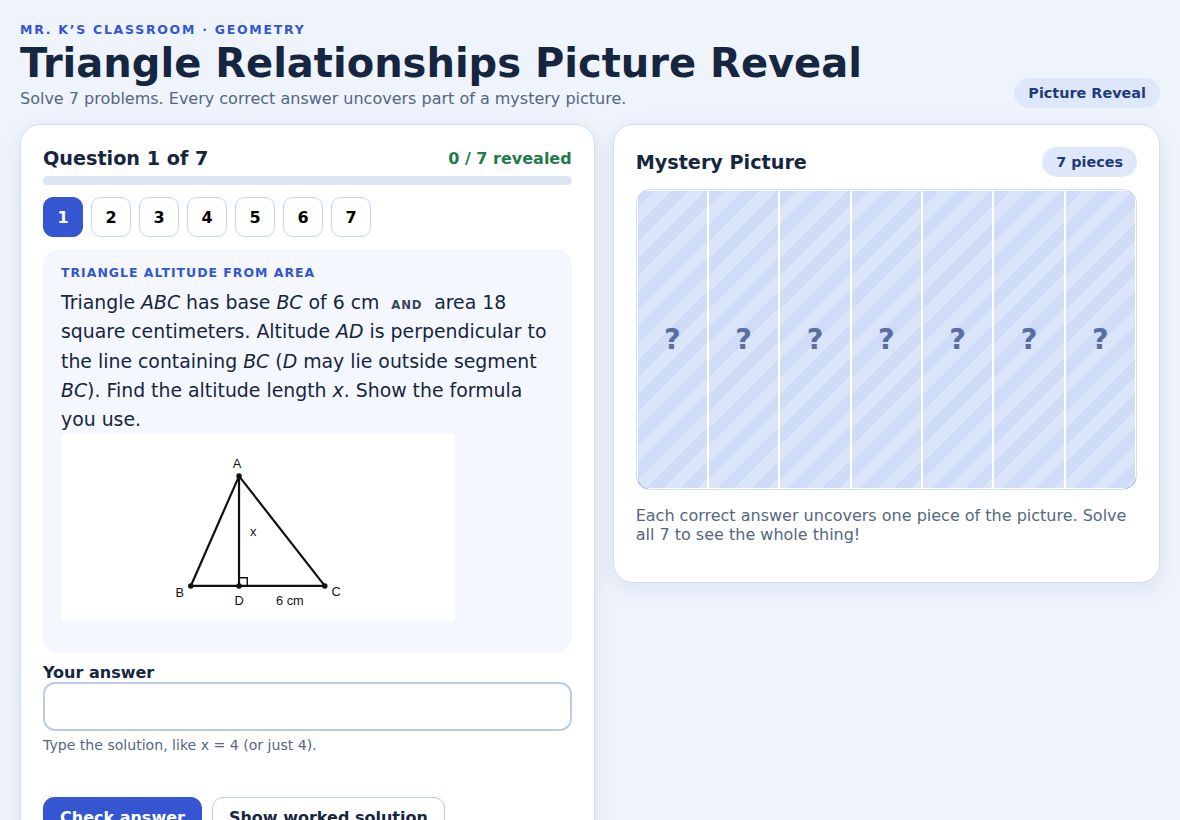 MR. K’S CLASSROOM · GEOMETRY
Triangle Relationships Picture Reveal
Solve 7 problems. Every correct answer uncovers part of a mystery picture.
Picture Reveal
Question 1 of 7
0 / 7 revealed
1 2 3 4 5 6 7
TRIANGLE ALTITUDE FROM AREA
Triangle ABC has base BC of 6 cm AND area 18
square centimeters. Altitude AD is perpendicular to
the line containing BC (D may lie outside segment
BC). Find the altitude length x. Show the formula
you use.
A
x
B
C
D
6 cm
Your answer
Type the solution, like x = 4 (or just 4).
Check answer
Show worked solution
Mystery Picture
7 pieces
? ? ? ? ? ? ?
Each correct answer uncovers one piece of the picture. Solve
all 7 to see the whole thing!